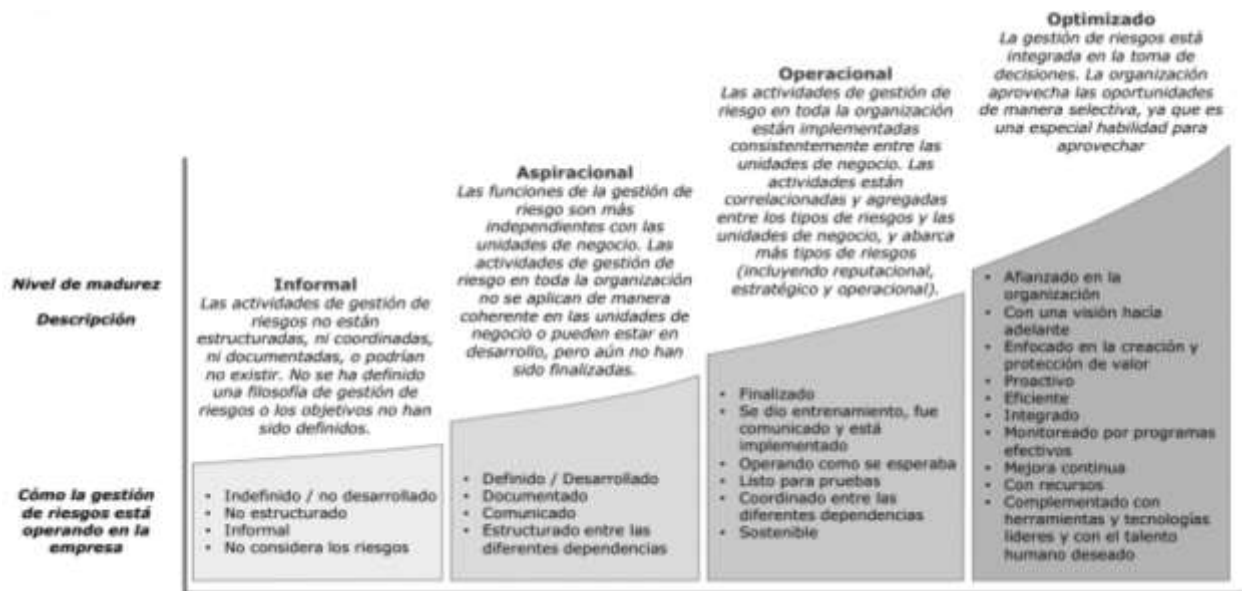 Optimizado
La gestión de riesgos está
integrada en la toma de
decisiones. La organización
aprovecha las oportunidades
de manera selectiva, ya que es
una especial habilidad para
aprovechar
Operacional
Las actividades de gestión de
riesgo en toda la organización
están implementadas
consistentemente entre las
unidades de negocio. Las
actividades están
correlacionadas y agregadas
entre los tipos de riesgos y las
unidades de negocio, y abarca
más tipos de riesgos
(incluyendo reputacional,
estratégico y operacional).
Aspiracional
Las funciones de la gestión de
riesgo son más
independientes con las
unidades de negocio. Las
actividades de gestión de
riesgo en toda la organización
no se aplican de manera
coherente en las unidades de
negocio o pueden estar en
desarrollo, pero aún no han
sido finalizadas.
Nivel de madurez
Descripción
Informal
Las actividades de gestión de
riesgos no están
estructuradas, ni coordinadas,
ni documentadas, o podrían
no existir. No se ha definido
una filosofía de gestión de
riesgos o los objetivos no han
sido definidos.
Cómo la gestión
de riesgos está
operando en la
empresa
• Indefinido / no desarrollado
• No estructurado
• Informal
• No considera los riesgos
• Definido / Desarrollado
• Documentado
• Comunicado
• Estructurado entre las
diferentes dependencias
• Finalizado
• Se dio entrenamiento, fue
comunicado y está
implementado
• Operando como se esperaba
• Listo para pruebas
• Coordinado entre las
diferentes dependencias
• Sostenible
• Afianzado en la
organización
• Con una visión hacia
adelante
• Enfocado en la creación y
protección de valor
• Proactivo
• Eficiente
• Integrado
• Monitoreado por programas
efectivos
• Mejora continua
• Con recursos
• Complementado con
herramientas y tecnologías
líderes y con el talento
humano deseado